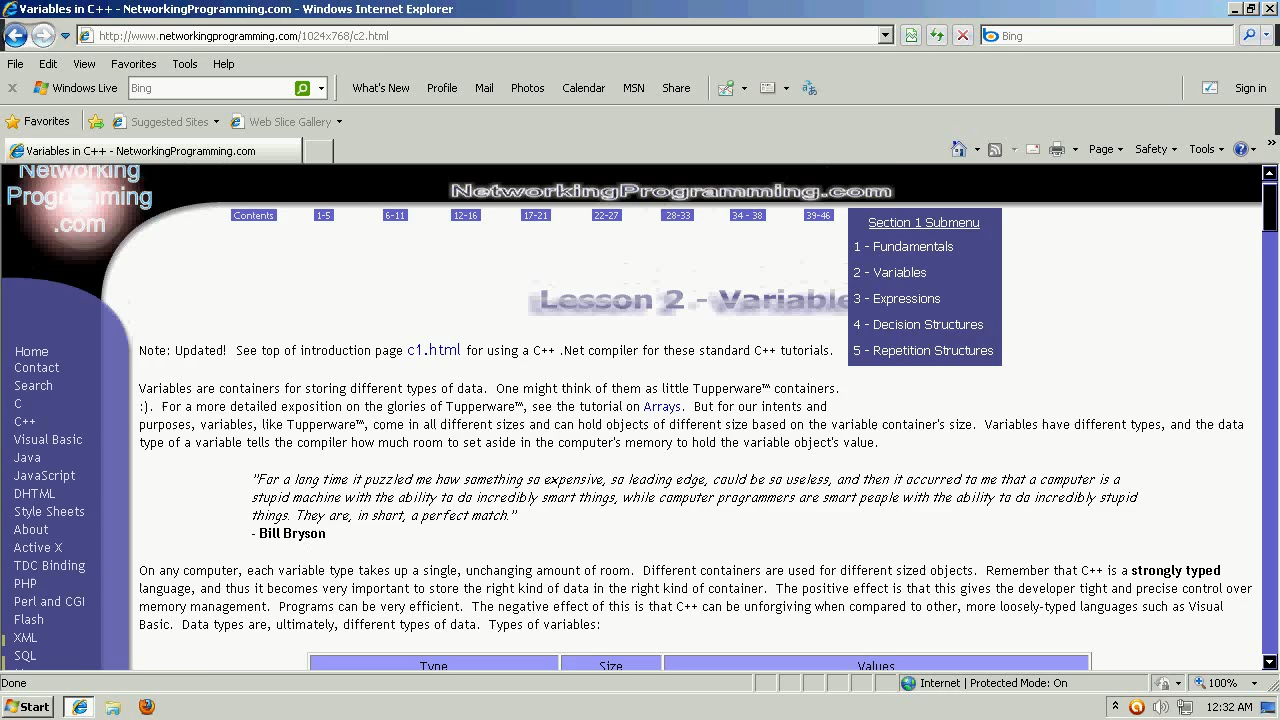 Variables in C++ - NetworkingProgramming.com - Windows Internet Explorer
http://www.networkingprogramming.com/1024x768/c2.html
Bing
File Edit View Favorites Tools Help
Windows Live Bing What's New Profile Mail Photos Calendar MSN Share Sign in
Favorites Suggested Sites Web Slice Gallery
Variables in C++ - NetworkingProgramming.com
Page Safety Tools
Networking
Programming
.com
NetworkingProgramming.com
Contents 1-5 6-11 12-16 17-21 22-27 28-33 34 - 38 39-46
Section 1 Submenu
1 - Fundamentals
2 - Variables
3 - Expressions
4 - Decision Structures
5 - Repetition Structures
Lesson 2 - Variable
Home
Contact
Search
C
C++
Visual Basic
Java
JavaScript
DHTML
Style Sheets
About
Active X
TDC Binding
PHP
Perl and CGI
Flash
XML
SQL
Note: Updated! See top of introduction page c1.html for using a C++ .Net compiler for these standard C++ tutorials.
Variables are containers for storing different types of data. One might think of them as little Tupperware™ containers.
:). For a more detailed exposition on the glories of Tupperware™, see the tutorial on Arrays. But for our intents and
purposes, variables, like Tupperware™, come in all different sizes and can hold objects of different size based on the variable container's size. Variables have different types, and the data
type of a variable tells the compiler how much room to set aside in the computer's memory to hold the variable object's value.
"For a long time it puzzled me how something so expensive, so leading edge, could be so useless, and then it occurred to me that a computer is a
stupid machine with the ability to do incredibly smart things, while computer programmers are smart people with the ability to do incredibly stupid
things. They are, in short, a perfect match."
- Bill Bryson
On any computer, each variable type takes up a single, unchanging amount of room. Different containers are used for different sized objects. Remember that C++ is a strongly typed
language, and thus it becomes very important to store the right kind of data in the right kind of container. The positive effect is that this gives the developer tight and precise control over
memory management. Programs can be very efficient. The negative effect of this is that C++ can be unforgiving when compared to other, more loosely-typed languages such as Visual
Basic. Data types are, ultimately, different types of data. Types of variables:
Type Size Values
Done Internet | Protected Mode: On 100%
Start 12:32 AM